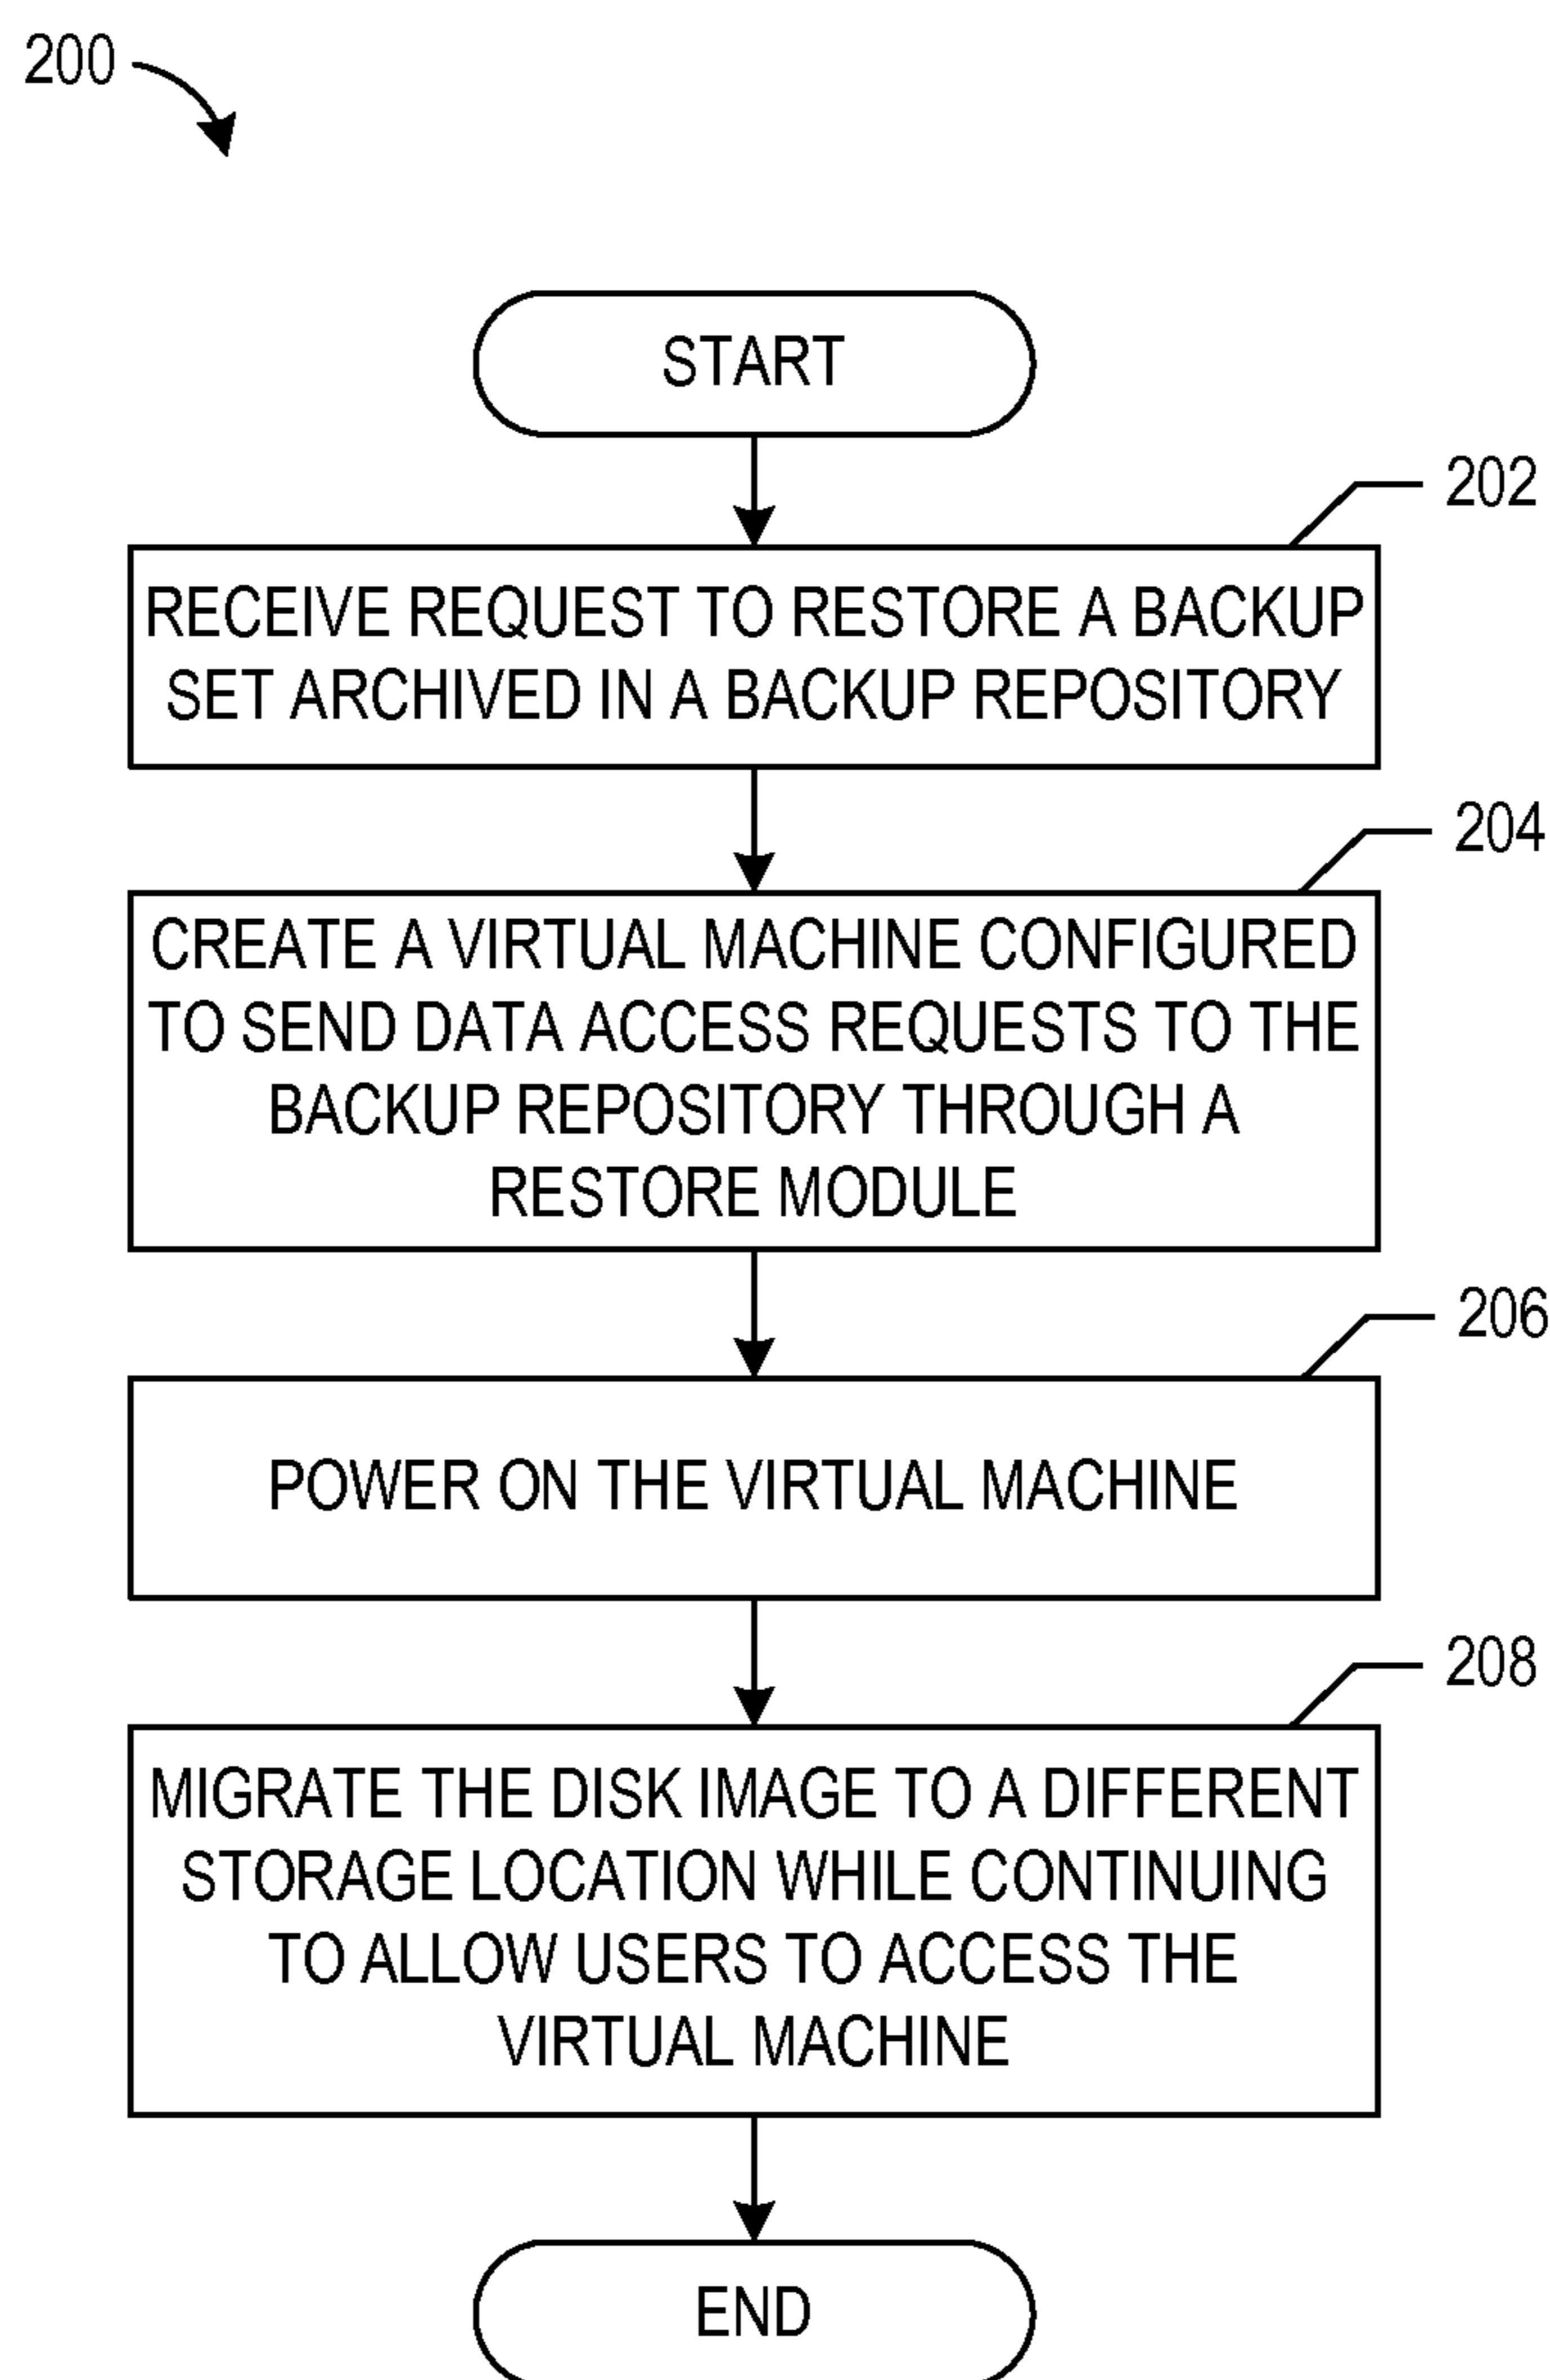 200
START
202
RECEIVE REQUEST TO RESTORE A BACKUP
SET ARCHIVED IN A BACKUP REPOSITORY
204
CREATE A VIRTUAL MACHINE CONFIGURED
TO SEND DATA ACCESS REQUESTS TO THE
BACKUP REPOSITORY THROUGH A
RESTORE MODULE
206
POWER ON THE VIRTUAL MACHINE
208
MIGRATE THE DISK IMAGE TO A DIFFERENT
STORAGE LOCATION WHILE CONTINUING
TO ALLOW USERS TO ACCESS THE
VIRTUAL MACHINE
END